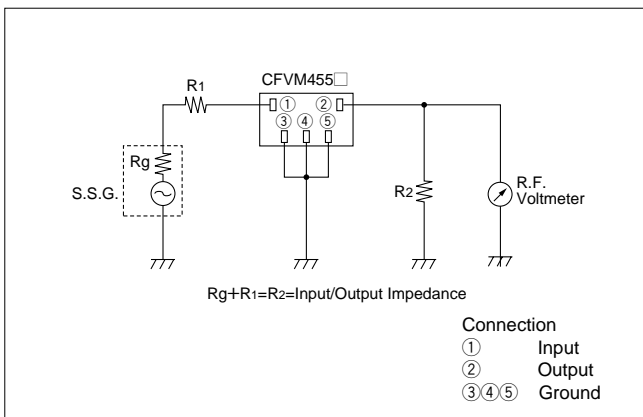 CFVM455□
R1
① ②
③ ④ ⑤
Rg
S.S.G.
R2
R.F.
Voltmeter
Rg+R1=R2=Input/Output Impedance
Connection
① Input
② Output
③④⑤ Ground